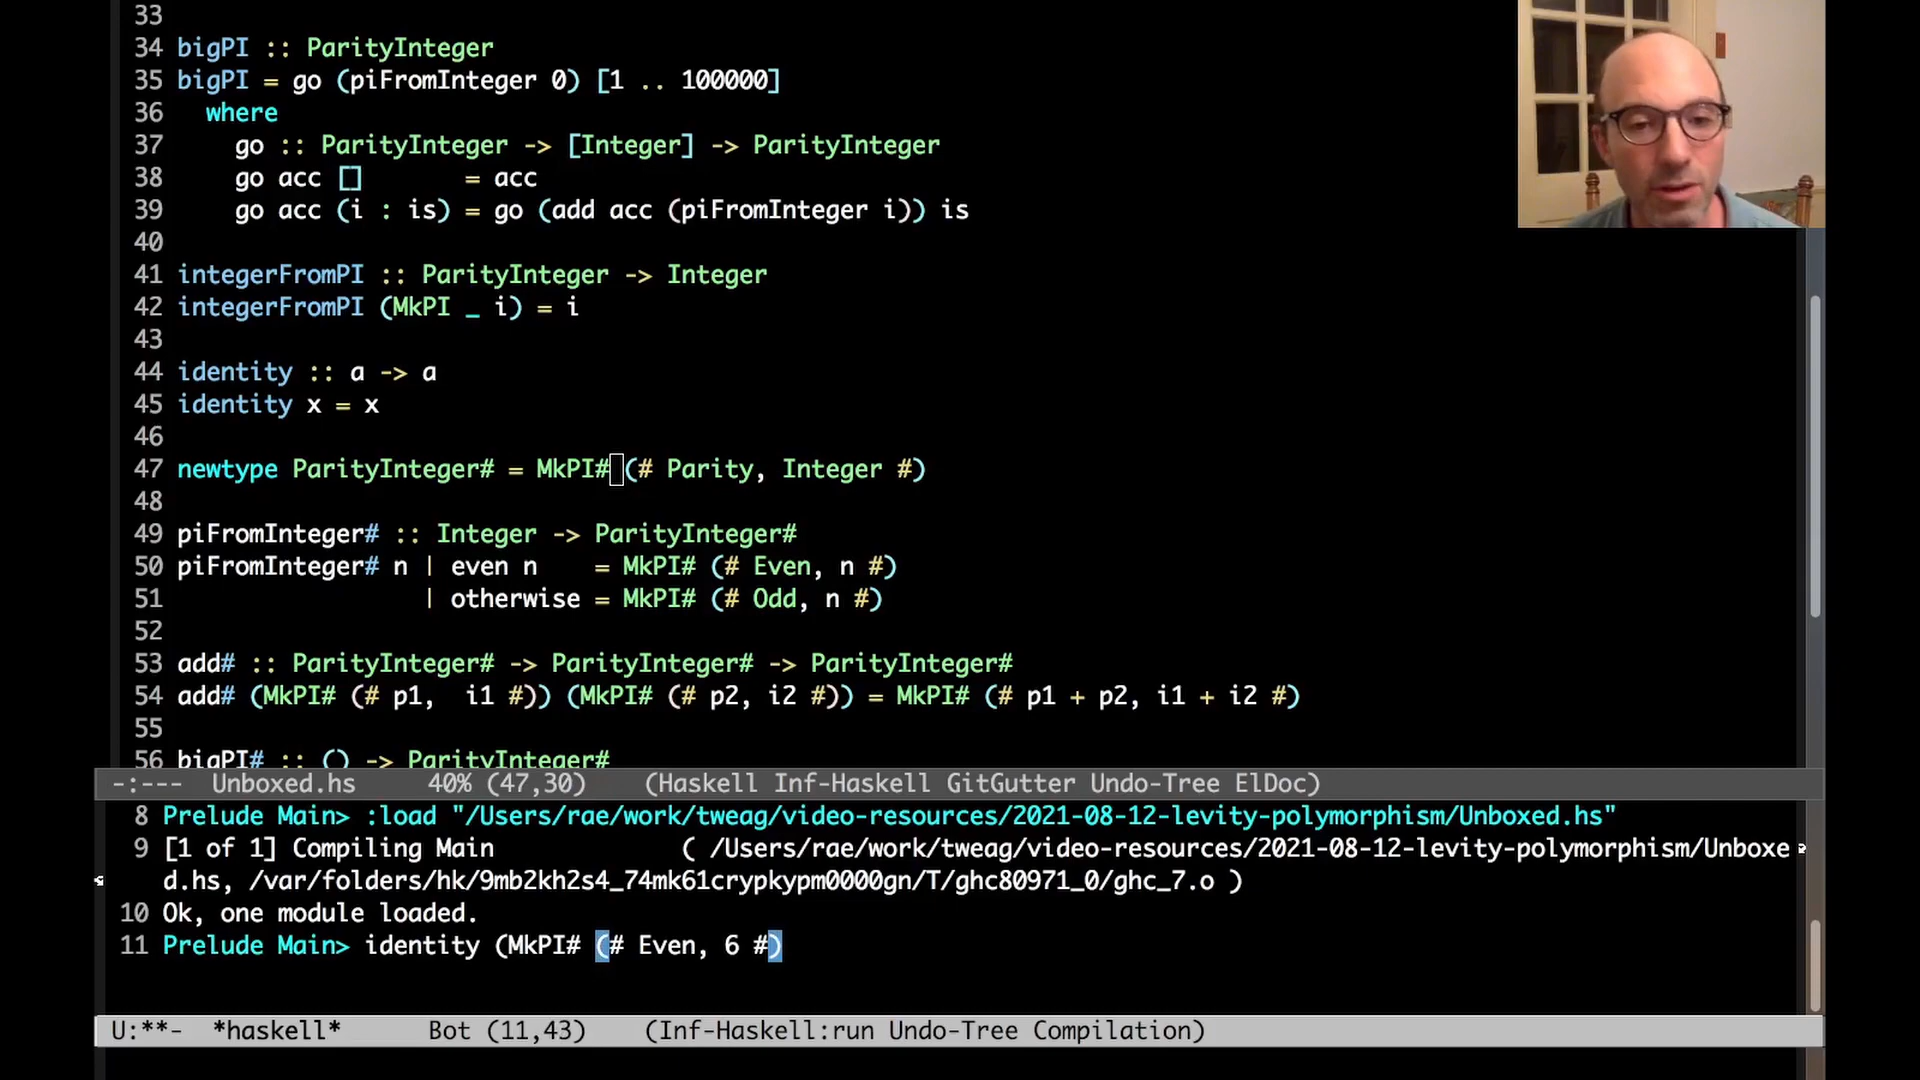 33
34 bigPI :: ParityInteger
35 bigPI = go (piFromInteger 0) [1 .. 100000]
36   where
37     go :: ParityInteger -> [Integer] -> ParityInteger
38     go acc []        = acc
39     go acc (i : is) = go (add acc (piFromInteger i)) is
40
41 integerFromPI :: ParityInteger -> Integer
42 integerFromPI (MkPI _ i) = i
43
44 identity :: a -> a
45 identity x = x
46
47 newtype ParityInteger# = MkPI# (# Parity, Integer #)
48
49 piFromInteger# :: Integer -> ParityInteger#
50 piFromInteger# n | even n    = MkPI# (# Even, n #)
51                  | otherwise = MkPI# (# Odd, n #)
52
53 add# :: ParityInteger# -> ParityInteger# -> ParityInteger#
54 add# (MkPI# (# p1,  i1 #)) (MkPI# (# p2, i2 #)) = MkPI# (# p1 + p2, i1 + i2 #)
55
56 bigPI# :: () -> ParityInteger#
-:---  Unboxed.hs     40% (47,30)    (Haskell Inf-Haskell GitGutter Undo-Tree ElDoc)
8 Prelude Main> :load "/Users/rae/work/tweag/video-resources/2021-08-12-levity-polymorphism/Unboxed.hs"
9 [1 of 1] Compiling Main             ( /Users/rae/work/tweag/video-resources/2021-08-12-levity-polymorphism/Unboxe
d.hs, /var/folders/hk/9mb2kh2s4_74mk61crypkypm0000gn/T/ghc80971_0/ghc_7.o )
10 Ok, one module loaded.
11 Prelude Main> identity (MkPI# (# Even, 6 #)
U:**-  *haskell*      Bot (11,43)    (Inf-Haskell:run Undo-Tree Compilation)